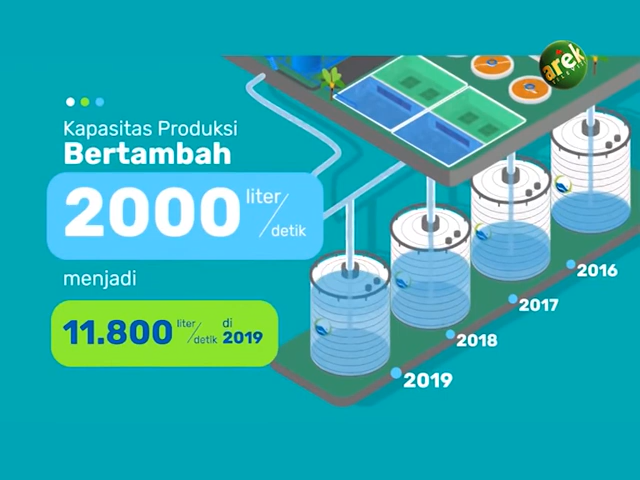 Kapasitas Produksi
Bertambah
2000 liter/detik
menjadi
11.800 liter/detik di 2019
2016
2017
2018
2019
arek